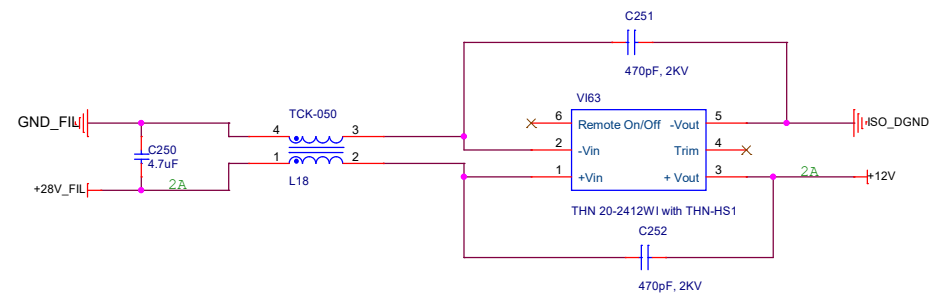 C251
470pF, 2KV
VI63
GND_FIL
TCK-050
4
3
6
Remote On/Off
-Vout
5
ISO_DGND
C250
4.7uF
2
-Vin
Trim
4
1
2
1
+Vin
+ Vout
3
2A
+12V
+28V_FIL
2A
L18
THN 20-2412WI with THN-HS1
C252
470pF, 2KV